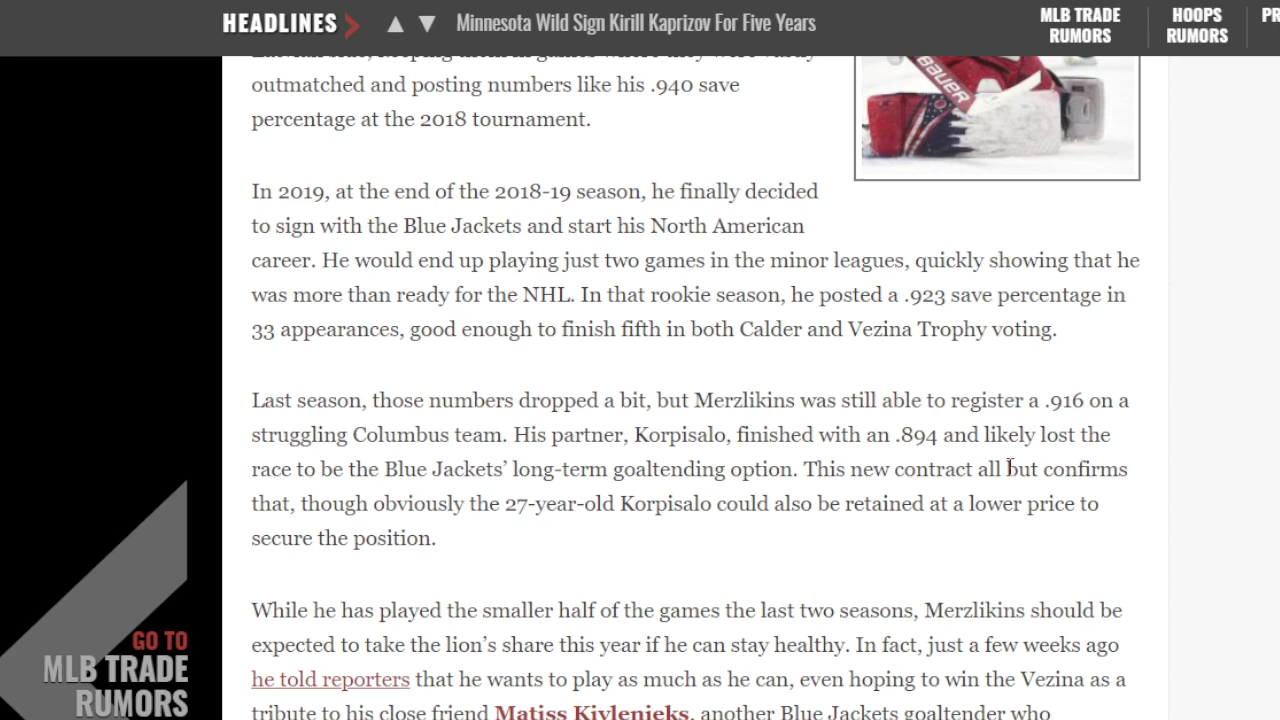 HEADLINES
Minnesota Wild Sign Kirill Kaprizov For Five Years
MLB TRADE
RUMORS
HOOPS
RUMORS
PR
outmatched and posting numbers like his .940 save
percentage at the 2018 tournament.
BAUER
In 2019, at the end of the 2018-19 season, he finally decided
to sign with the Blue Jackets and start his North American
career. He would end up playing just two games in the minor leagues, quickly showing that he
was more than ready for the NHL. In that rookie season, he posted a .923 save percentage in
33 appearances, good enough to finish fifth in both Calder and Vezina Trophy voting.
Last season, those numbers dropped a bit, but Merzlikins was still able to register a .916 on a
struggling Columbus team. His partner, Korpisalo, finished with an .894 and likely lost the
race to be the Blue Jackets’ long-term goaltending option. This new contract all but confirms
that, though obviously the 27-year-old Korpisalo could also be retained at a lower price to
secure the position.
While he has played the smaller half of the games the last two seasons, Merzlikins should be
expected to take the lion’s share this year if he can stay healthy. In fact, just a few weeks ago
he told reporters that he wants to play as much as he can, even hoping to win the Vezina as a
tribute to his close friend Matiss Kivlenieks, another Blue Jackets goaltender who
GO TO
MLB TRADE
RUMORS